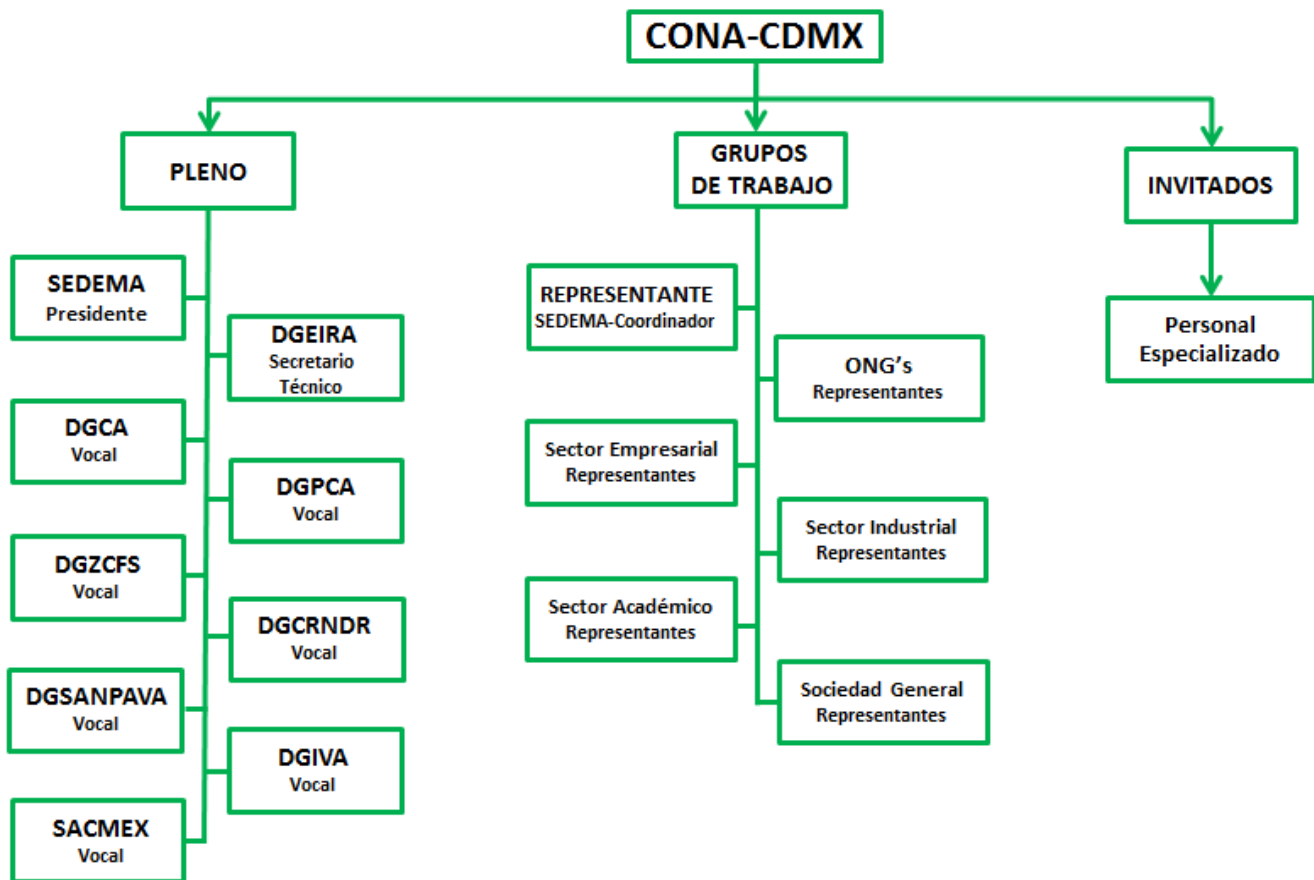 CONA-CDMX
PLENO
SEDEMA
Presidente
DGEIRA
Secretario
Técnico
DGCA
Vocal
DGPCA
Vocal
DGZCFS
Vocal
DGCRNDR
Vocal
DGSANPAVA
Vocal
DGIVA
Vocal
SACMEX
Vocal
GRUPOS
DE TRABAJO
REPRESENTANTE
SEDEMA-Coordinador
ONG’s
Representantes
Sector Empresarial
Representantes
Sector Industrial
Representantes
Sector Académico
Representantes
Sociedad General
Representantes
INVITADOS
Personal
Especializado